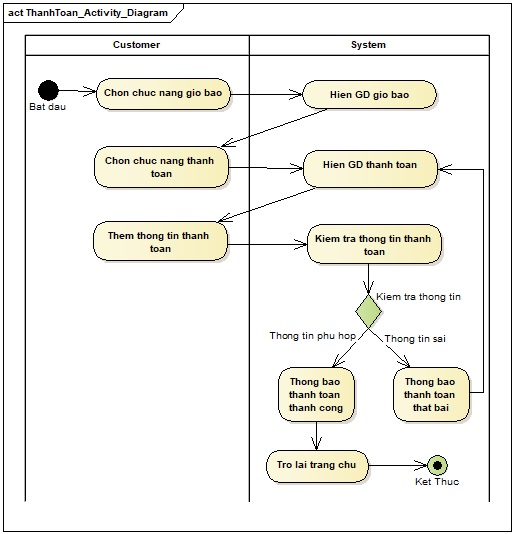 act ThanhToan_Activity_Diagram
Customer
System
Bat dau
Chon chuc nang gio bao
Hien GD gio bao
Chon chuc nang thanh
toan
Hien GD thanh toan
Them thong tin thanh
toan
Kiem tra thong tin thanh
toan
Kiem tra thong tin
Thong tin phu hop
Thong tin sai
Thong bao
thanh toan
thanh cong
Thong bao
thanh toan
that bai
Tro lai trang chu
Ket Thuc